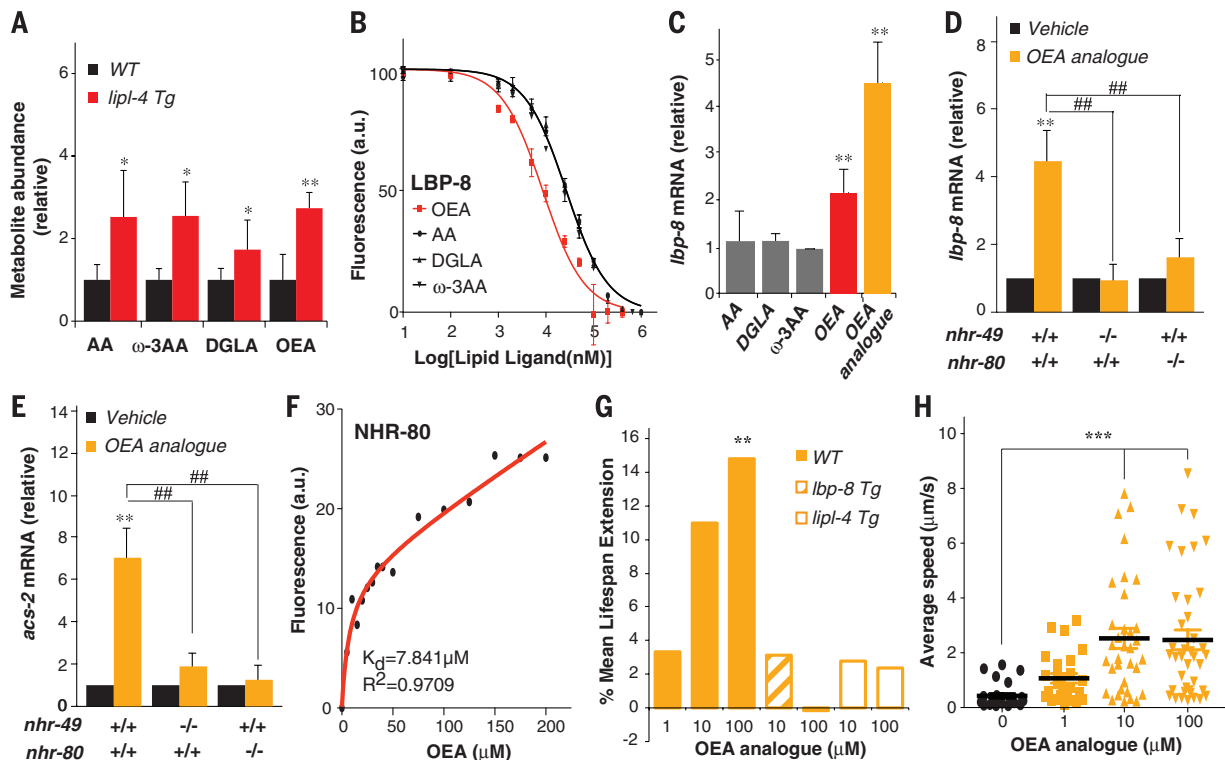 A
WT
lipl-4 Tg
Metabolite abundance
(relative)
6
4
2
0
* * * **
AA ω-3AA DGLA OEA
B
Fluorescence (a.u.)
100
50
0
LBP-8
OEA
AA
DGLA
ω-3AA
1 2 3 4 5 6
Log[Lipid Ligand(nM)]
C
lbp-8 mRNA (relative)
5
4
3
2
1
0
** **
AA DGLA ω-3AA OEA OEA
analogue
D
Vehicle
OEA analogue
lbp-8 mRNA (relative)
8
6
4
2
0
##
##
**
nhr-49 +/+ -/- +/+
nhr-80 +/+ +/+ -/-
E
Vehicle
OEA analogue
acs-2 mRNA (relative)
14
12
10
8
6
4
2
0
##
##
**
nhr-49 +/+ -/- +/+
nhr-80 +/+ +/+ -/-
F
NHR-80
Fluorescence (a.u.)
30
20
10
0
Kd=7.841μM
R2=0.9709
0 50 100 150 200
OEA (μM)
G
% Mean Lifespan Extension
16
14
12
10
8
6
4
2
0
-2
**
WT
lbp-8 Tg
lipl-4 Tg
1 10 100 10 100 10 100
OEA analogue (μM)
H
Average speed (μm/s)
10
8
6
4
2
0
***
0 1 10 100
OEA analogue (μM)